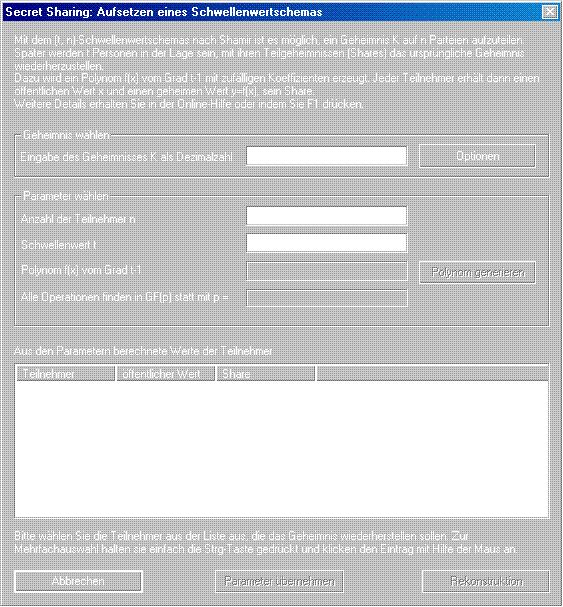 Secret Sharing: Aufsetzen eines Schwellenwertschemas
Mit dem (t, n)-Schwellenwertschemas nach Shamir ist es möglich, ein Geheimnis K auf n Parteien aufzuteilen.
Später werden t Personen in der Lage sein, mit ihren Teilgeheimnissen (Shares) das ursprüngliche Geheimnis
wiederherzustellen.
Dazu wird ein Polynom f(x) vom Grad t-1 mit zufälligen Koeffizienten erzeugt. Jeder Teilnehmer erhält dann einen
öffentlichen Wert x und einen geheimen Wert y=f(x), sein Share.
Weitere Details erhalten Sie in der Online-Hilfe oder indem Sie F1 drücken.
Geheimnis wählen
Eingabe des Geheimnisses K als Dezimalzahl
Optionen
Parameter wählen
Anzahl der Teilnehmer n
Schwellenwert t
Polynom f(x) vom Grad t-1
Polynom generieren
Alle Operationen finden in GF(p) statt mit p =
Aus den Parametern berechnete Werte der Teilnehmer
Teilnehmer öffentlicher Wert Share
Bitte wählen Sie die Teilnehmer aus der Liste aus, die das Geheimnis wiederherstellen sollen. Zur
Mehrfachauswahl halten sie einfach die Strg-Taste gedrückt und klicken den Eintrag mit Hilfe der Maus an.
Abbrechen Parameter übernehmen Rekonstruktion